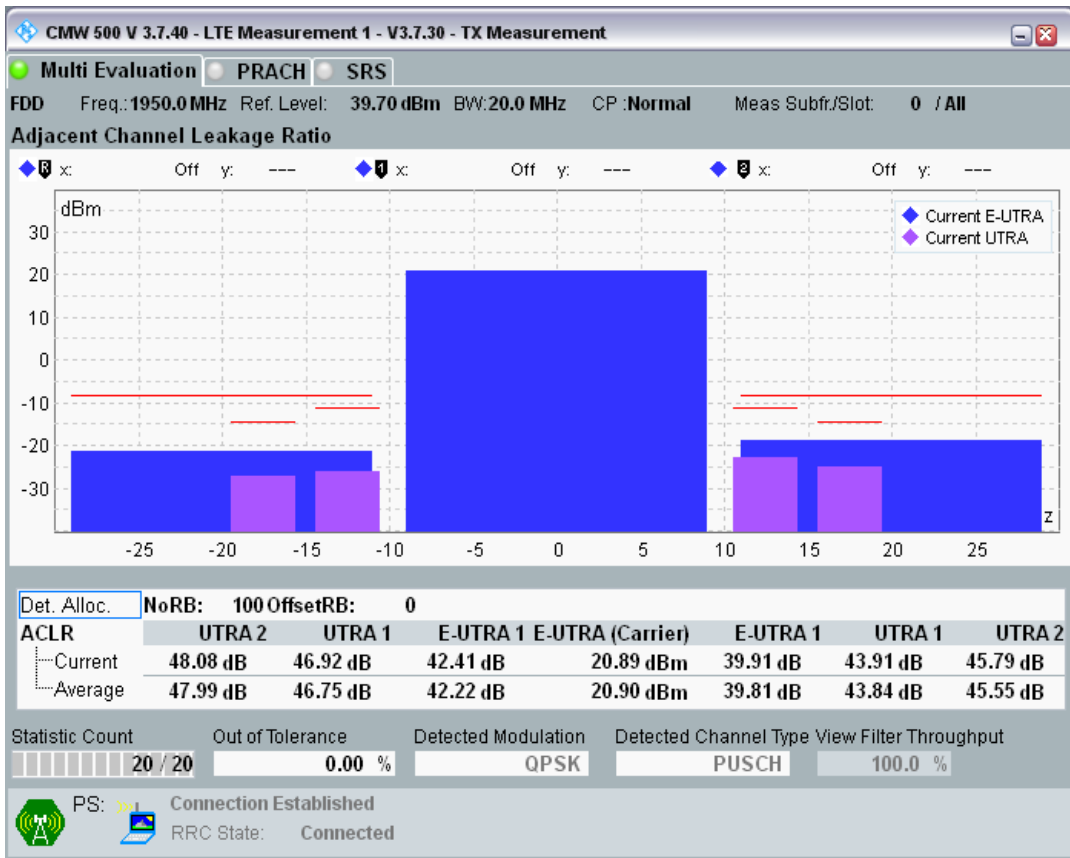 CMW 500 V 3.7.40 - LTE Measurement 1 - V3.7.30 - TX Measurement
Multi Evaluation PRACH SRS
FDD Freq.: 1950.0 MHz Ref. Level: 39.70 dBm BW: 20.0 MHz CP : Normal Meas Subfr./Slot: 0 / All
Adjacent Channel Leakage Ratio
R x: Off y: --- 1 x: Off y: --- 2 x: Off y: ---
dBm
Current E-UTRA
Current UTRA
30
20
10
0
-10
-20
-30
z
-25 -20 -15 -10 -5 0 5 10 15 20 25
Det. Alloc. NoRB: 100 OffsetRB: 0
ACLR UTRA 2 UTRA 1 E-UTRA 1 E-UTRA (Carrier) E-UTRA 1 UTRA 1 UTRA 2
Current 48.08 dB 46.92 dB 42.41 dB 20.89 dBm 39.91 dB 43.91 dB 45.79 dB
Average 47.99 dB 46.75 dB 42.22 dB 20.90 dBm 39.81 dB 43.84 dB 45.55 dB
Statistic Count Out of Tolerance Detected Modulation Detected Channel Type View Filter Throughput
20 / 20 0.00 % QPSK PUSCH 100.0 %
PS: Connection Established
RRC State: Connected